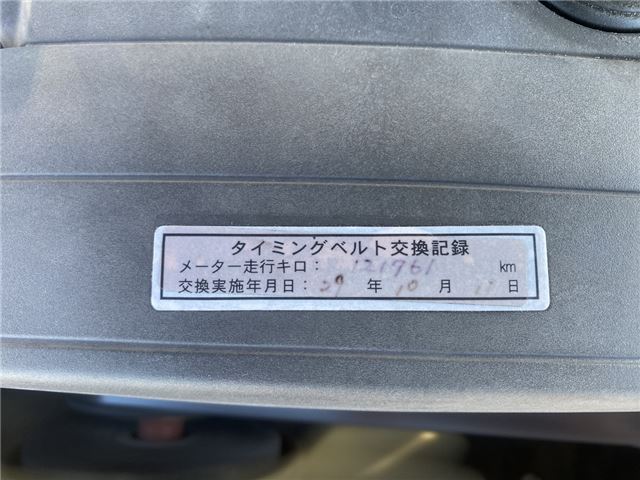 タイミングベルト交換記録
メーター走行キロ: 121961 km
交換実施年月日: 29 年 10 月 日